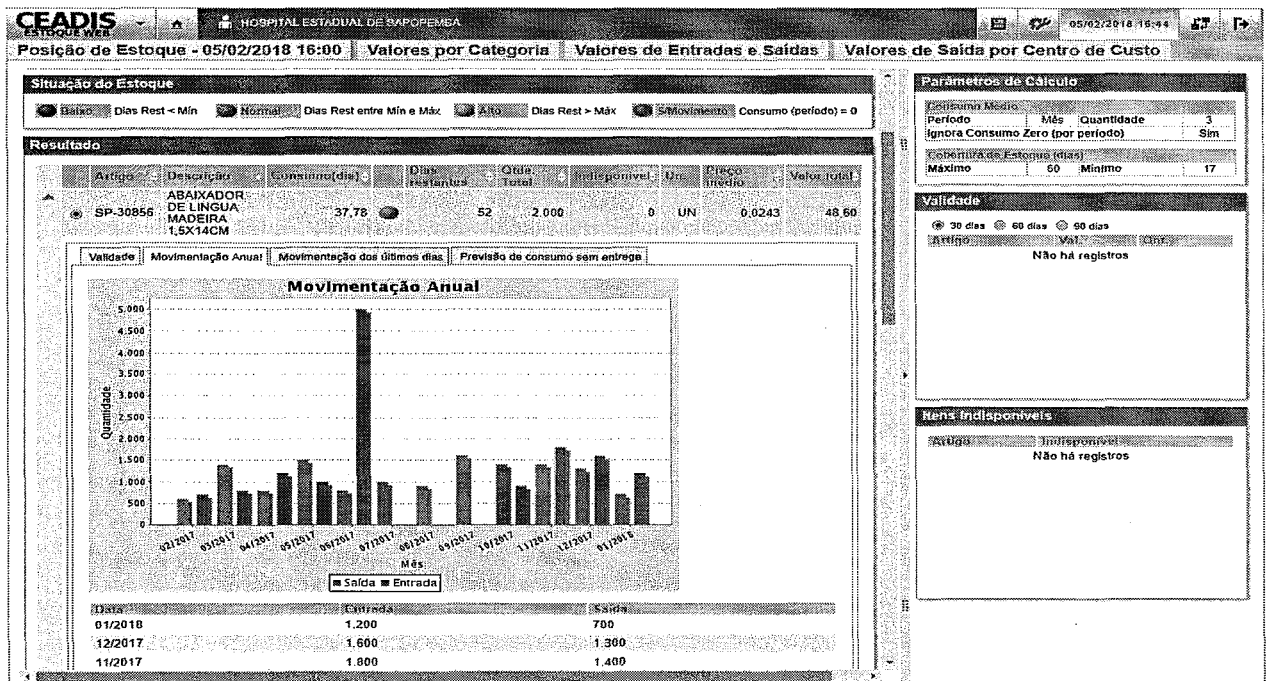 CEADIS
ESTOQUE WEB
HOSPITAL ESTADUAL DE SAPOPEMBA
05/02/2018 16:44
Posição de Estoque - 05/02/2018 16:00 Valores por Categoria Valores de Entradas e Saídas Valores de Saída por Centro de Custo
Situação do Estoque
Baixo Dias Rest < Mín Normal Dias Rest entre Mín e Máx Alto Dias Rest > Máx S/Movimento Consumo (período) = 0
Resultado
Artigo Descrição Consumo(dia) Dias restantes Qtde. Total Indisponível Un. Preço médio Valor total
SP-30856 ABAIXADOR DE LINGUA MADEIRA 1,5X14CM 37,78 52 2.000 0 UN 0,0243 48,60
Validade Movimentação Anual Movimentação dos últimos dias Previsão de consumo sem entrega
Movimentação Anual
Quantidade
5.000
4.500
4.000
3.500
3.000
2.500
2.000
1.500
1.000
500
0
02/2017 03/2017 04/2017 05/2017 06/2017 07/2017 08/2017 09/2017 10/2017 11/2017 12/2017 01/2018
Mês
Saída Entrada
Data Entrada Saída
01/2018 1.200 700
12/2017 1.600 1.300
11/2017 1.800 1.400
Parâmetros de Cálculo
Consumo Médio
Período Mês Quantidade 3
Ignora Consumo Zero (por período) Sim
Cobertura de Estoque (dias)
Máximo 60 Mínimo 17
Validade
30 dias 60 dias 90 dias
Artigo Val. Qnt.
Não há registros
Itens Indisponíveis
Artigo Indisponível
Não há registros